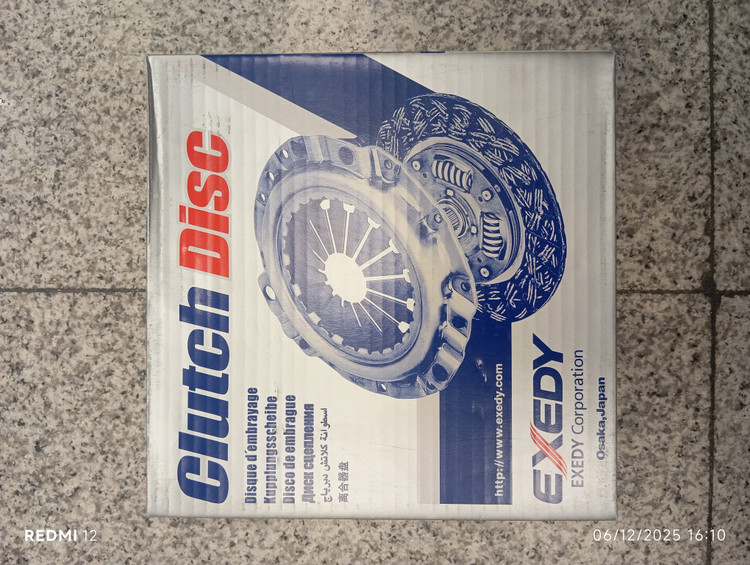 Clutch Disc
Disque d'embrayage
Kupplungsscheibe
Disco de embrague
Диск сцепления
اسطوانة كلاتش دبرياج
离合器盘
http://www.exedy.com
EXEDY
EXEDY Corporation
Osaka,Japan
REDMI 12
06/12/2025 16:10